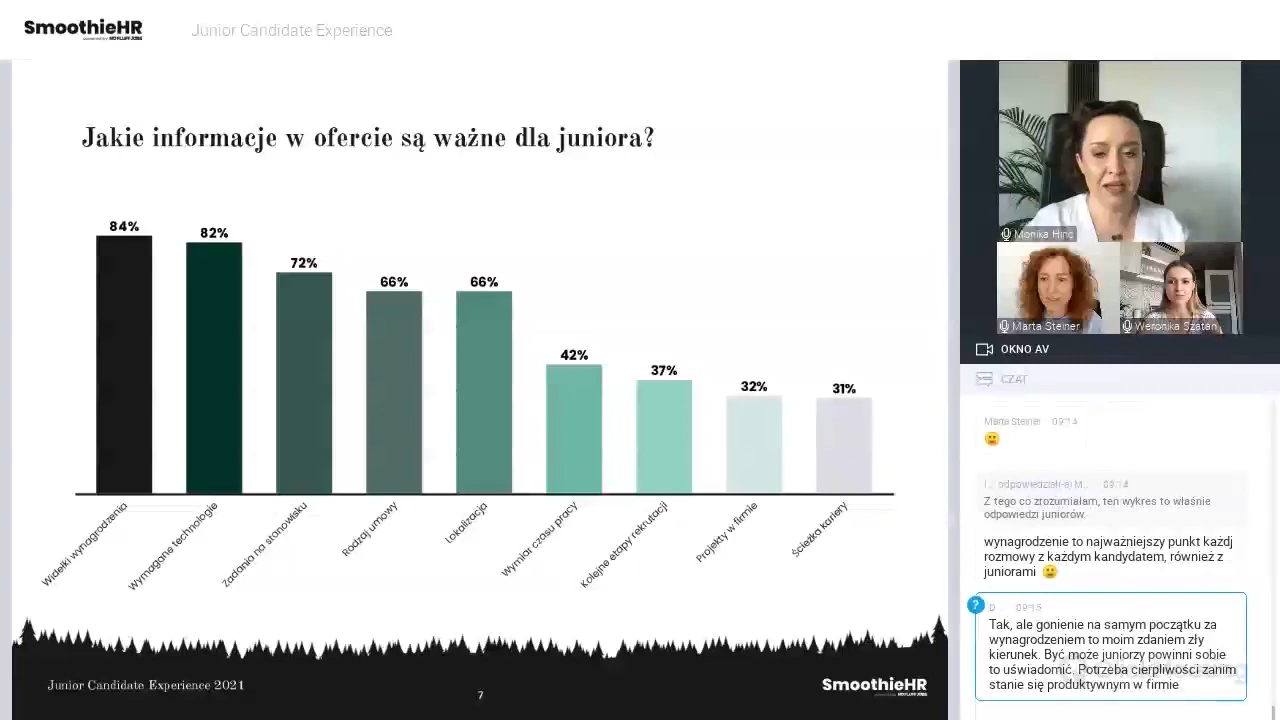 SmoothieHR
Junior Candidate Experience
Jakie informacje w ofercie są ważne dla juniora?
84%
82%
72%
66%
66%
42%
37%
32%
31%
Widełki wynagrodzenia
Wymagane technologie
Zadania na stanowisku
Rodzaj umowy
Lokalizacja
Wymiar czasu pracy
Kolejne etapy rekrutacji
Projekty w firmie
Ścieżka kariery
Junior Candidate Experience 2021
7
SmoothieHR
Monika Hinc
Marta Steiner
Weronika Szatan
OKNO AV
CZAT
Marta Steiner 09:14
odpowiedział(-a) M... 09:14
Z tego co zrozumiałam, ten wykres to właśnie
odpowiedzi juniorów.
wynagrodzenie to najważniejszy punkt każdj
rozmowy z każdym kandydatem, również z
juniorami
?
D 09:15
Tak, ale gonienie na samym początku za
wynagrodzeniem to moim zdaniem zły
kierunek. Być może juniorzy powinni sobie
to uświadomić. Potrzeba cierpliwości zanim
stanie się produktywnym w firmie